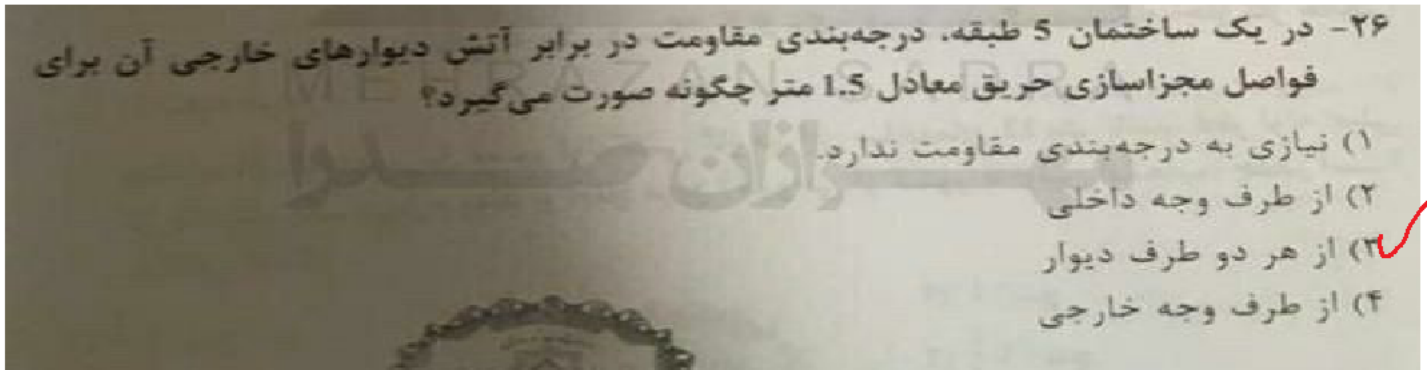 ۲۶- در یک ساختمان 5 طبقه، درجه‌بندی مقاومت در برابر آتش دیوارهای خارجی آن برای
فواصل مجزاسازی حریق معادل 1.5 متر چگونه صورت می‌گیرد؟
MEHRAZAN SADRA
۱) نیازی به درجه‌بندی مقاومت ندارد.
۲) از طرف وجه داخلی
۳) از هر دو طرف دیوار
۴) از طرف وجه خارجی